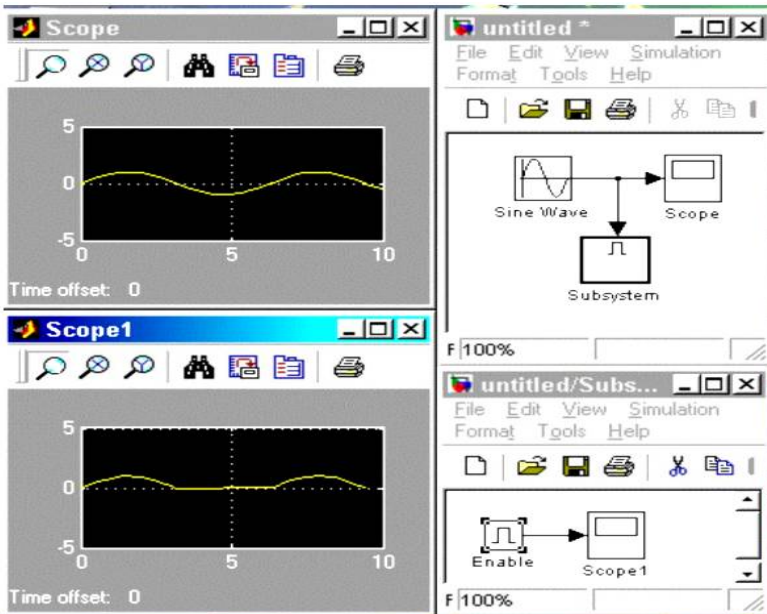 Scope
5
0
-5
0
5
10
Time offset: 0
untitled *
File Edit View Simulation
Format Tools Help
Sine Wave
Scope
Subsystem
F 100%
Scope1
5
0
-5
0
5
10
Time offset: 0
untitled/Subs...
File Edit View Simulation
Format Tools Help
Enable
Scope1
F 100%